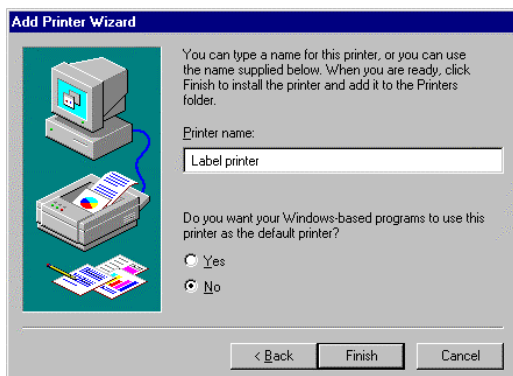 Add Printer Wizard
You can type a name for this printer, or you can use
the name supplied below. When you are ready, click
Finish to install the printer and add it to the Printers
folder.
Printer name:
Label printer
Do you want your Windows-based programs to use this
printer as the default printer?
Yes
No
< Back
Finish
Cancel